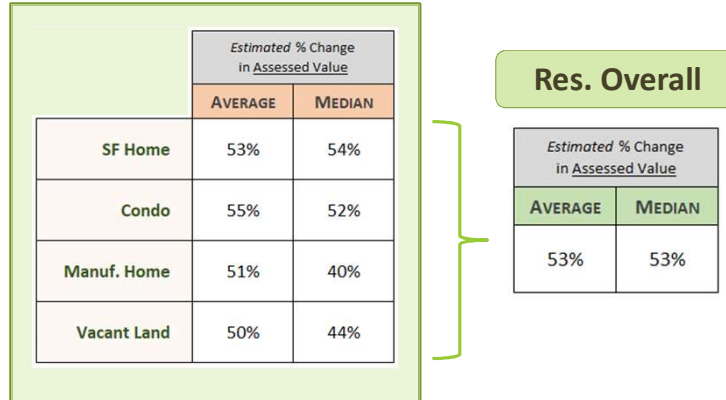 Estimated % Change
in Assessed Value
AVERAGE MEDIAN
SF Home 53% 54%
Condo 55% 52%
Manuf. Home 51% 40%
Vacant Land 50% 44%
Res. Overall
Estimated % Change
in Assessed Value
AVERAGE MEDIAN
53% 53%